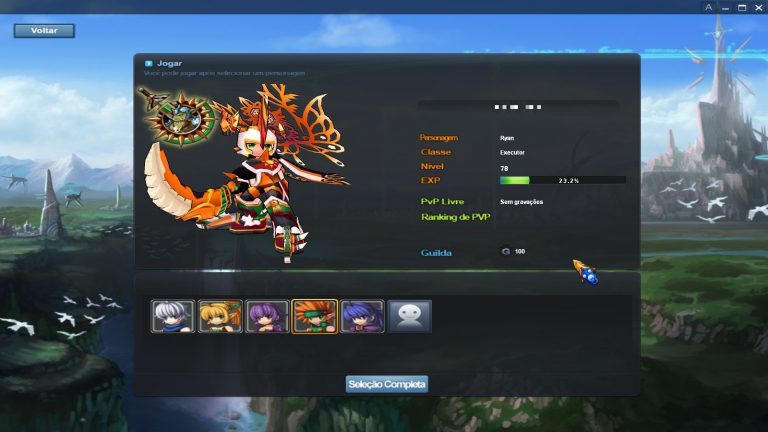 Voltar
Jogar
Você pode jogar após selecionar um personagem
Personagem Ryan
Classe Executor
Nível 78
EXP 23.2%
PvP Livre Sem gravações
Ranking de PVP
Guilda G 100
Seleção Completa